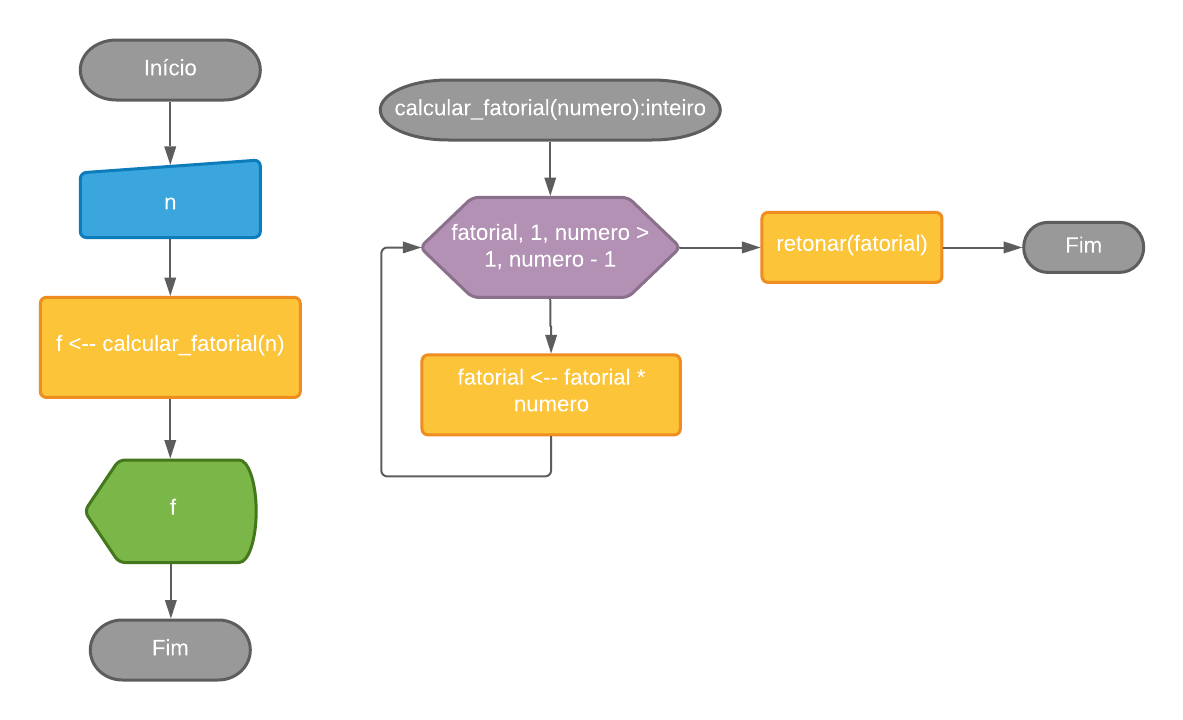 Início
n
f <-- calcular_fatorial(n)
f
Fim
calcular_fatorial(numero):inteiro
fatorial, 1, numero >
1, numero - 1
fatorial <-- fatorial *
numero
retonar(fatorial)
Fim